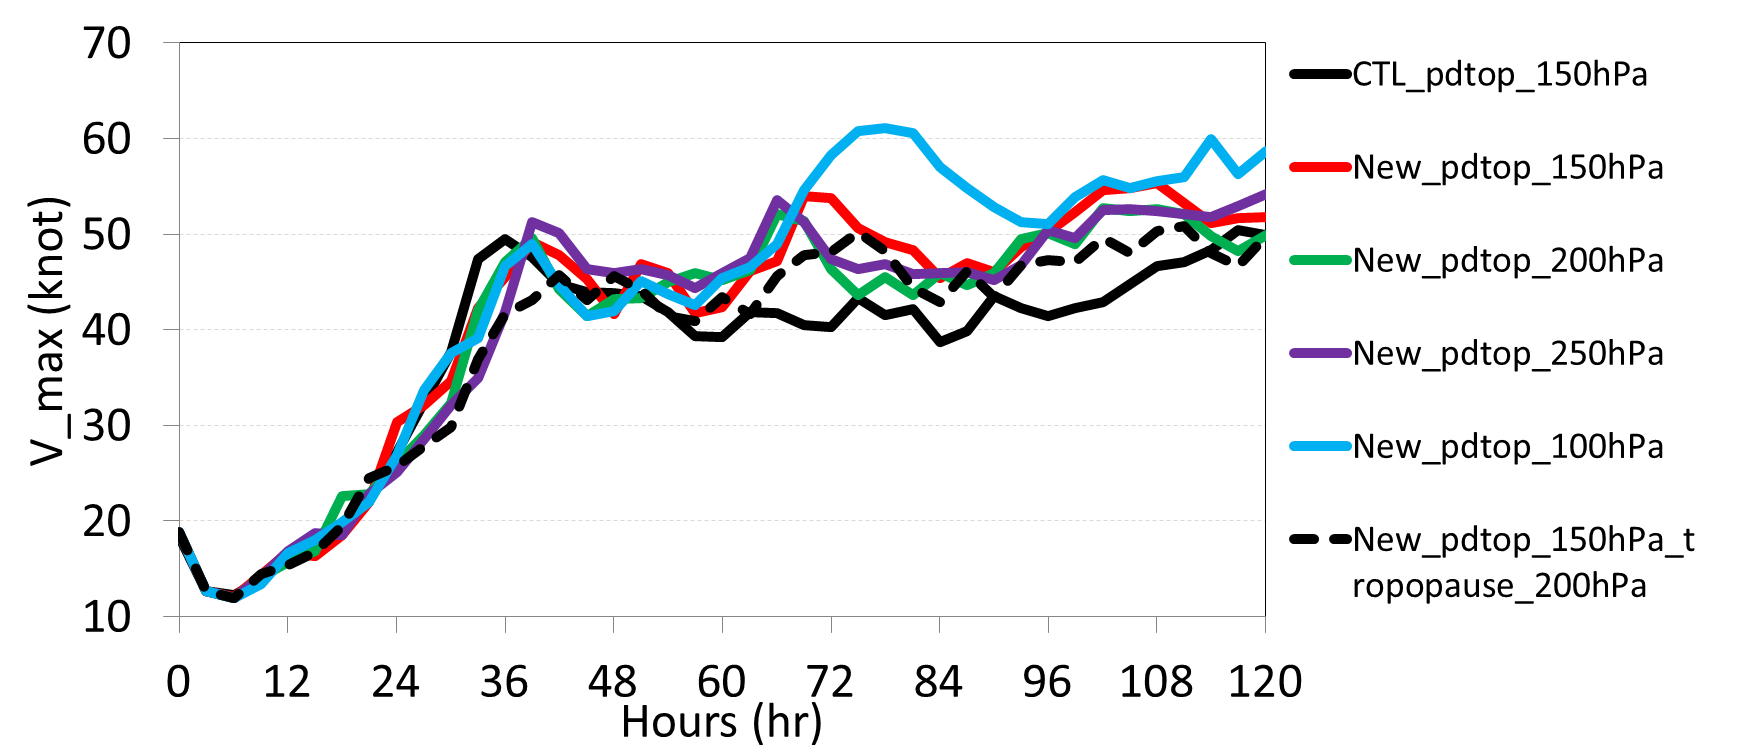 70
60
50
40
30
20
10
V_max (knot)
0 12 24 36 48 60 72 84 96 108 120
Hours (hr)
CTL_pdtop_150hPa
New_pdtop_150hPa
New_pdtop_200hPa
New_pdtop_250hPa
New_pdtop_100hPa
New_pdtop_150hPa_t
ropopause_200hPa